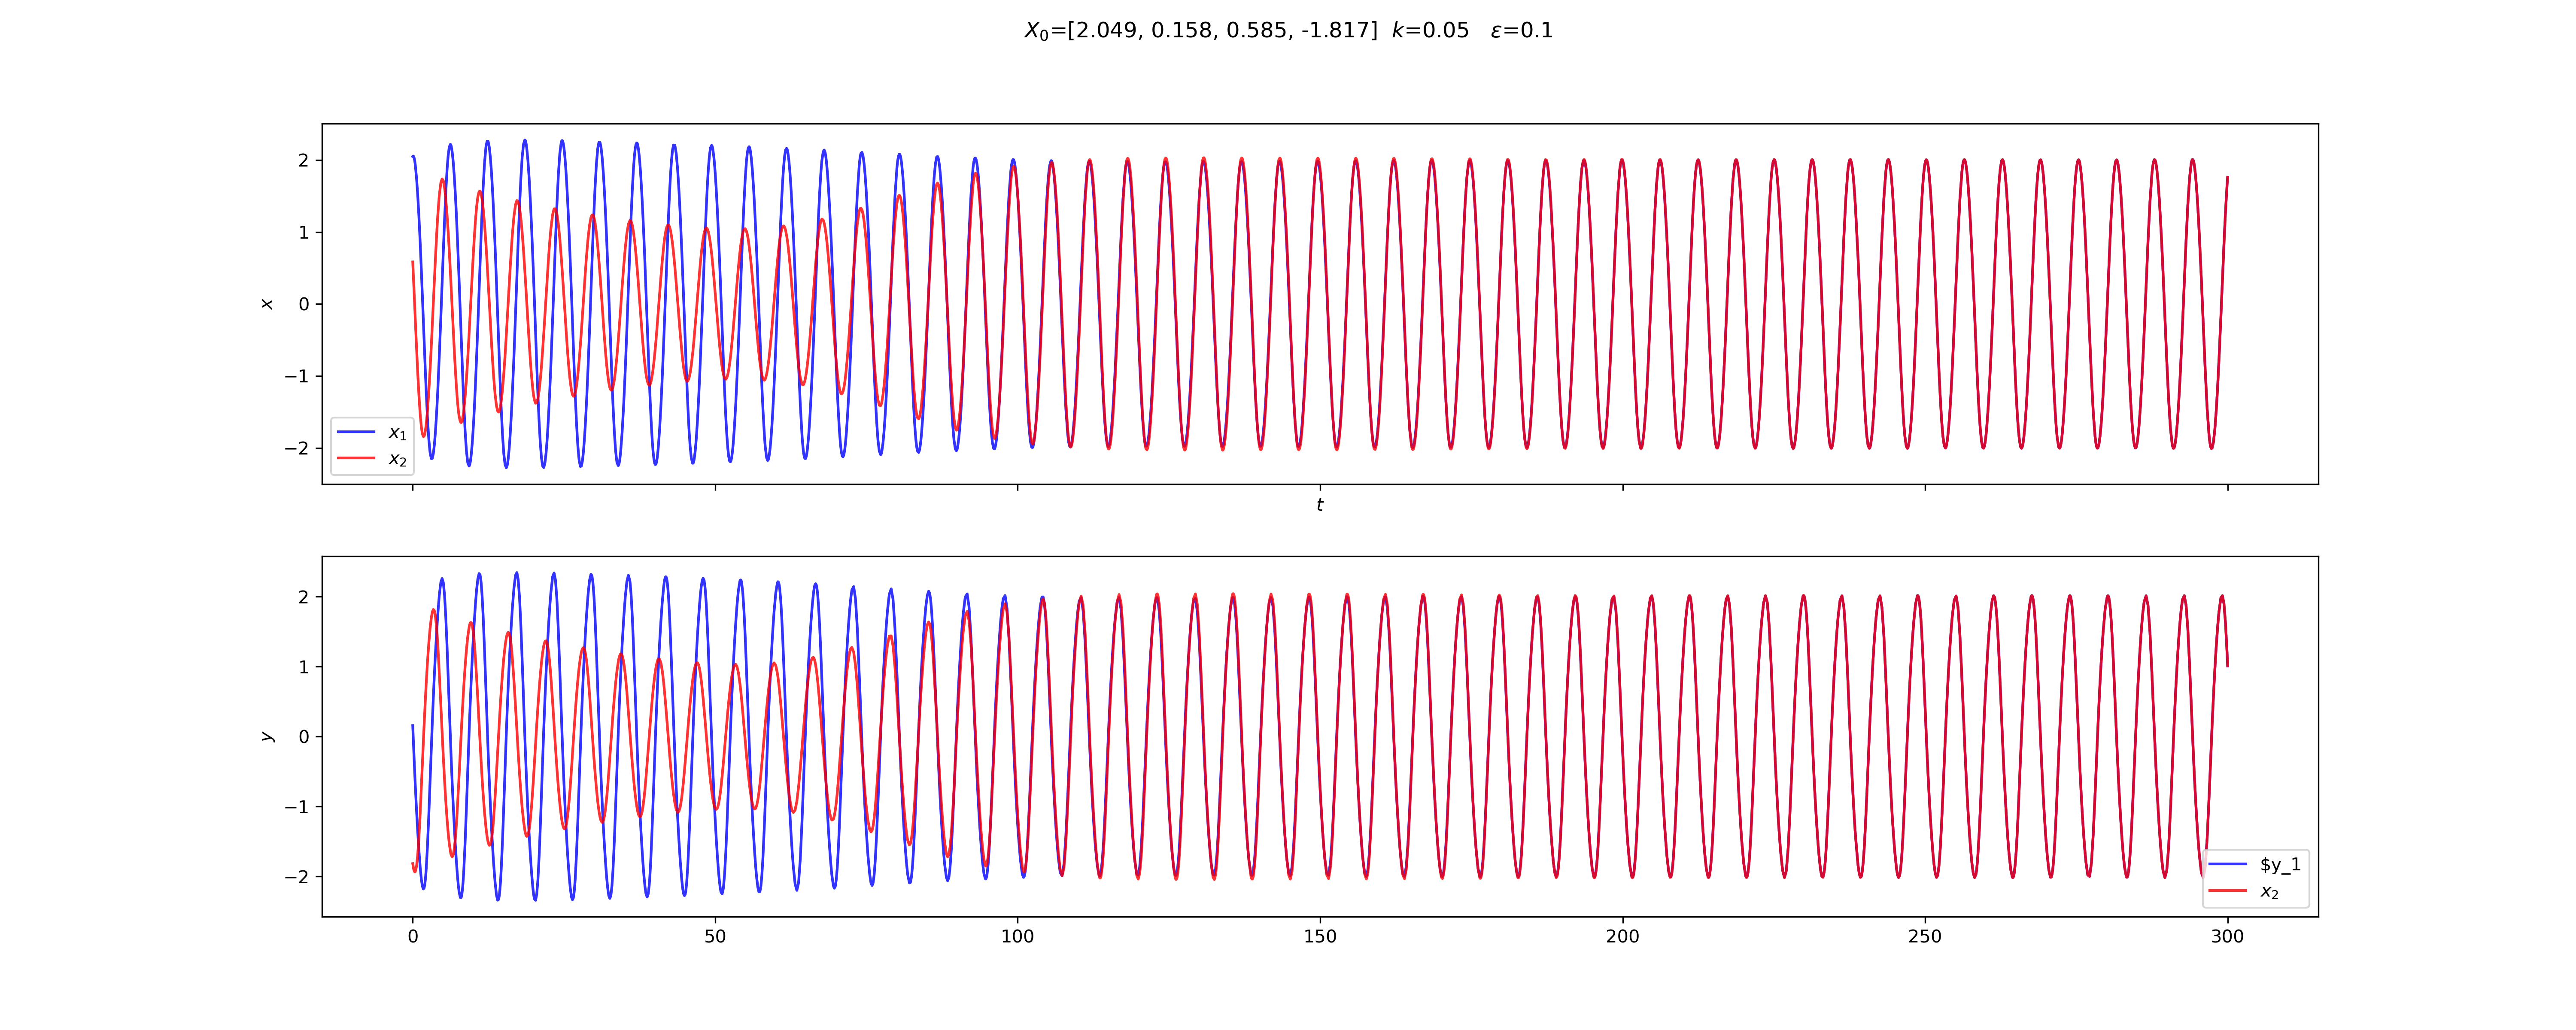 X₀=[2.049, 0.158, 0.585, -1.817] k=0.05 ε=0.1
2
1
0
−1
−2
x
x₁
x₂
t
2
1
0
−1
−2
y
$y_1
x₂
0 50 100 150 200 250 300